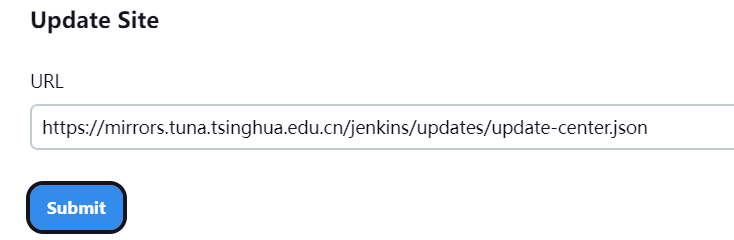 Update Site
URL
https://mirrors.tuna.tsinghua.edu.cn/jenkins/updates/update-center.json
Submit